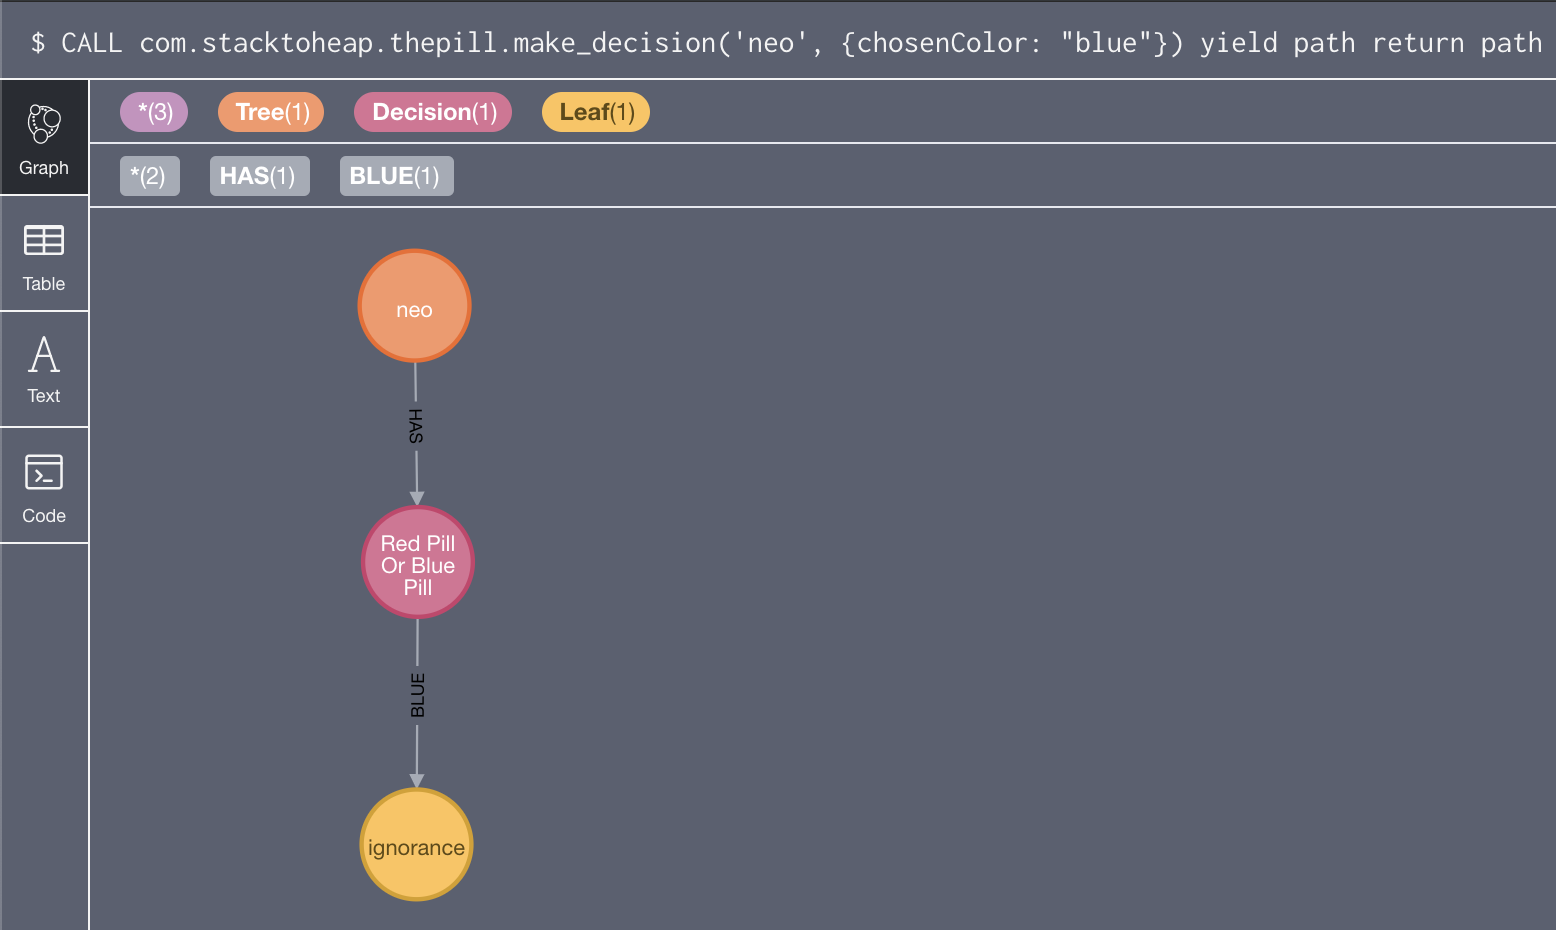 $ CALL com.stacktoheap.thepill.make_decision('neo', {chosenColor: "blue"}) yield path return path
*(3) Tree(1) Decision(1) Leaf(1)
*(2) HAS(1) BLUE(1)
Graph
Table
Text
Code
neo
HAS
Red Pill
Or Blue
Pill
BLUE
ignorance